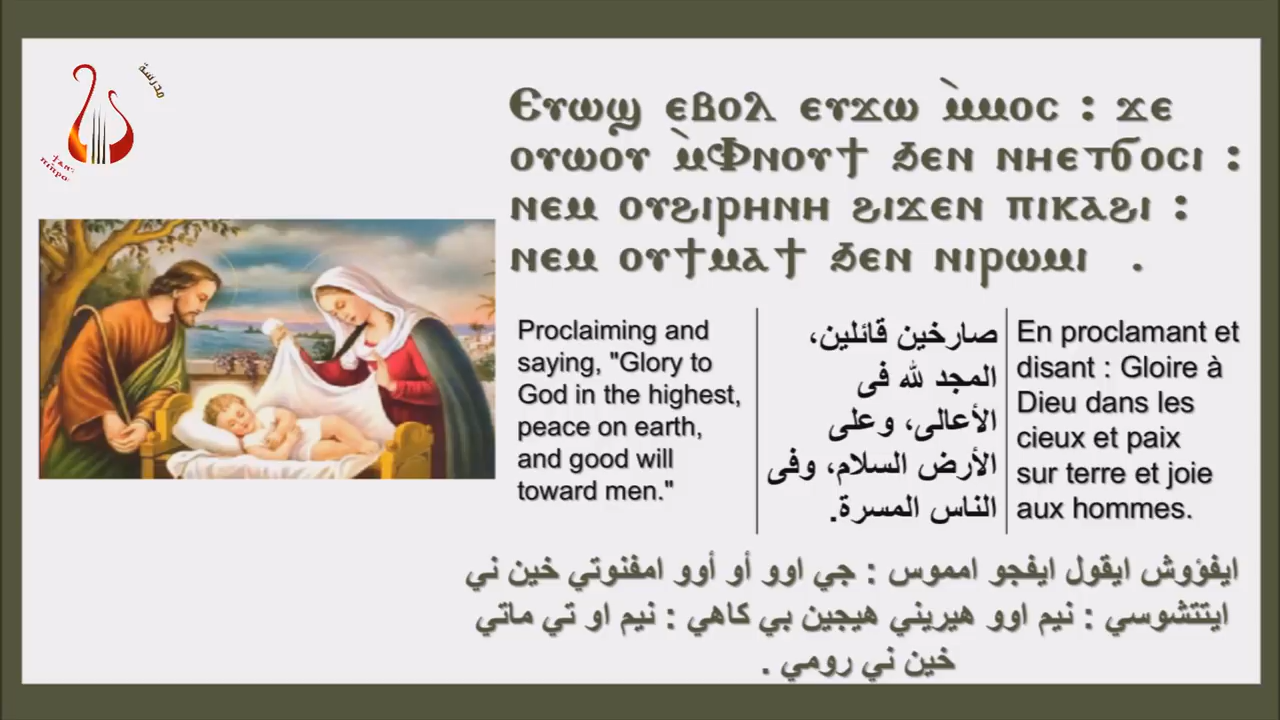 مدرسة
Ⲉⲩⲱϣ ⲉⲃⲟⲗ ⲉⲩϫⲱ ⲙ̀ⲙⲟⲥ : ϫⲉ
ⲟⲩⲱⲟⲩ ⲙ̀Ⲫⲛⲟⲩϯ ϧⲉⲛ ⲛⲏⲉⲧϭⲟⲥⲓ :
ⲛⲉⲙ ⲟⲩϩⲓⲣⲏⲛⲏ ϩⲓϫⲉⲛ ⲡⲓⲕⲁϩⲓ :
ⲛⲉⲙ ⲟⲩϯⲙⲁϯ ϧⲉⲛ ⲛⲓⲣⲱⲙⲓ .
Proclaiming and
saying, "Glory to
God in the highest,
peace on earth,
and good will
toward men."
صارخين قائلين،
المجد لله فى
الأعالى، وعلى
الأرض السلام، وفى
الناس المسرة.
En proclamant et
disant : Gloire à
Dieu dans les
cieux et paix
sur terre et joie
aux hommes.
ايفؤوش ايقول ايفجو امموس : جي اوو أو أوو امفنوتي خين ني
ايتتشوسي : نيم اوو هيريني هيجين بي كاهي : نيم او تي ماتي
خين ني رومي .